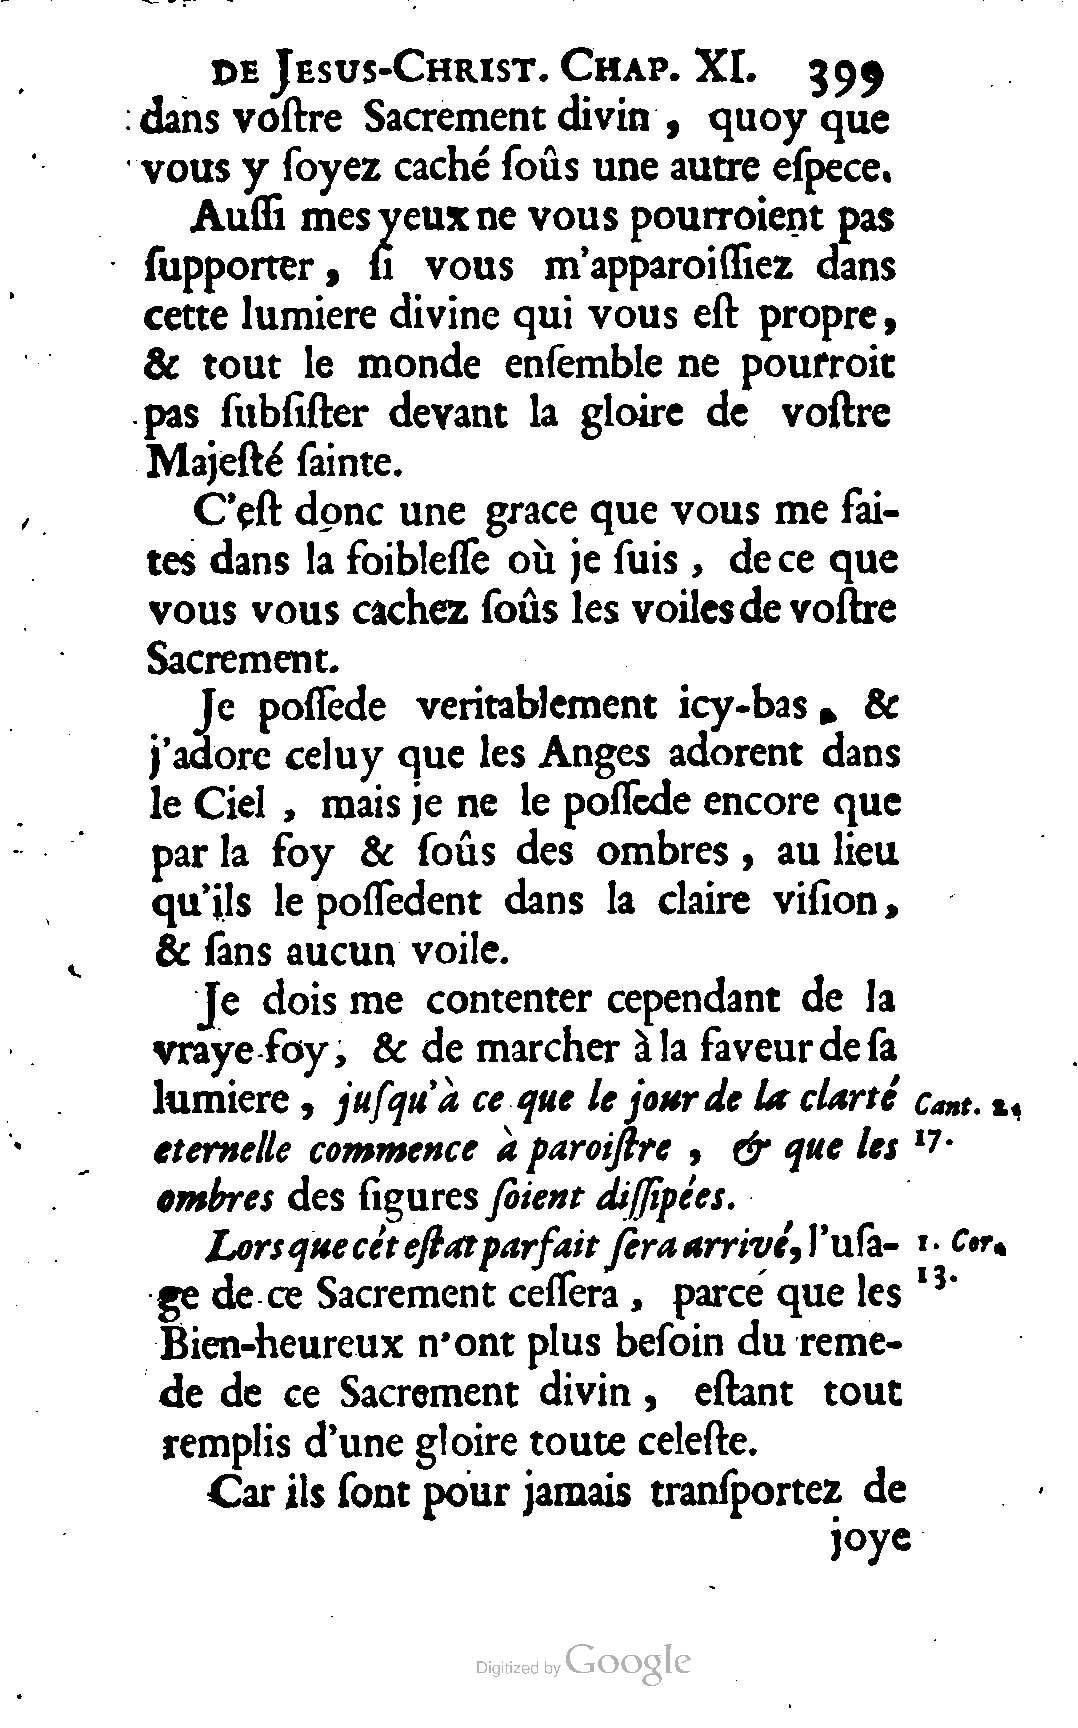 DE JESUS-CHRIST. CHAP. XI. 399
dans voſtre Sacrement divin, quoy que
vous y ſoyez caché ſoûs une autre eſpece.
Auſſi mes yeux ne vous pourroient pas
ſupporter, ſi vous m'apparoiſſiez dans
cette lumiere divine qui vous eſt propre,
& tout le monde enſemble ne pourroit
pas ſubſiſter devant la gloire de voſtre
Majeſté ſainte.
C'eſt donc une grace que vous me fai-
tes dans la foibleſſe où je ſuis, de ce que
vous vous cachez ſoûs les voiles de voſtre
Sacrement.
Je poſſede veritablement icy-bas, &
j'adore celuy que les Anges adorent dans
le Ciel, mais je ne le poſſede encore que
par la foy & ſoûs des ombres, au lieu
qu'ils le poſſedent dans la claire viſion,
& ſans aucun voile.
Je dois me contenter cependant de la
vraye foy, & de marcher à la faveur de ſa
lumiere, juſqu'à ce que le jour de la clarté Cant. 2.
eternelle commence à paroiſtre, & que les 17.
ombres des figures ſoient diſſipées.
Lorsque cét eſtat parfait ſera arrivé, l'uſa- 1. Cor.
ge de ce Sacrement ceſſera, parce que les 13.
Bien-heureux n'ont plus beſoin du reme-
de de ce Sacrement divin, eſtant tout
remplis d'une gloire toute celeſte.
Car ils ſont pour jamais tranſportez de
joye
Digitized by Google